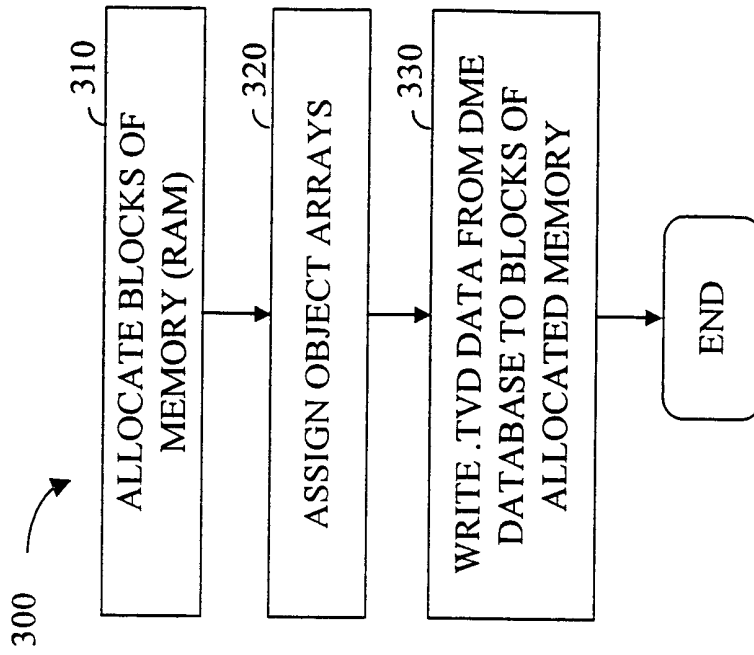 300
310
ALLOCATE BLOCKS OF
MEMORY (RAM)
320
ASSIGN OBJECT ARRAYS
330
WRITE .TVD DATA FROM DME
DATABASE TO BLOCKS OF
ALLOCATED MEMORY
END